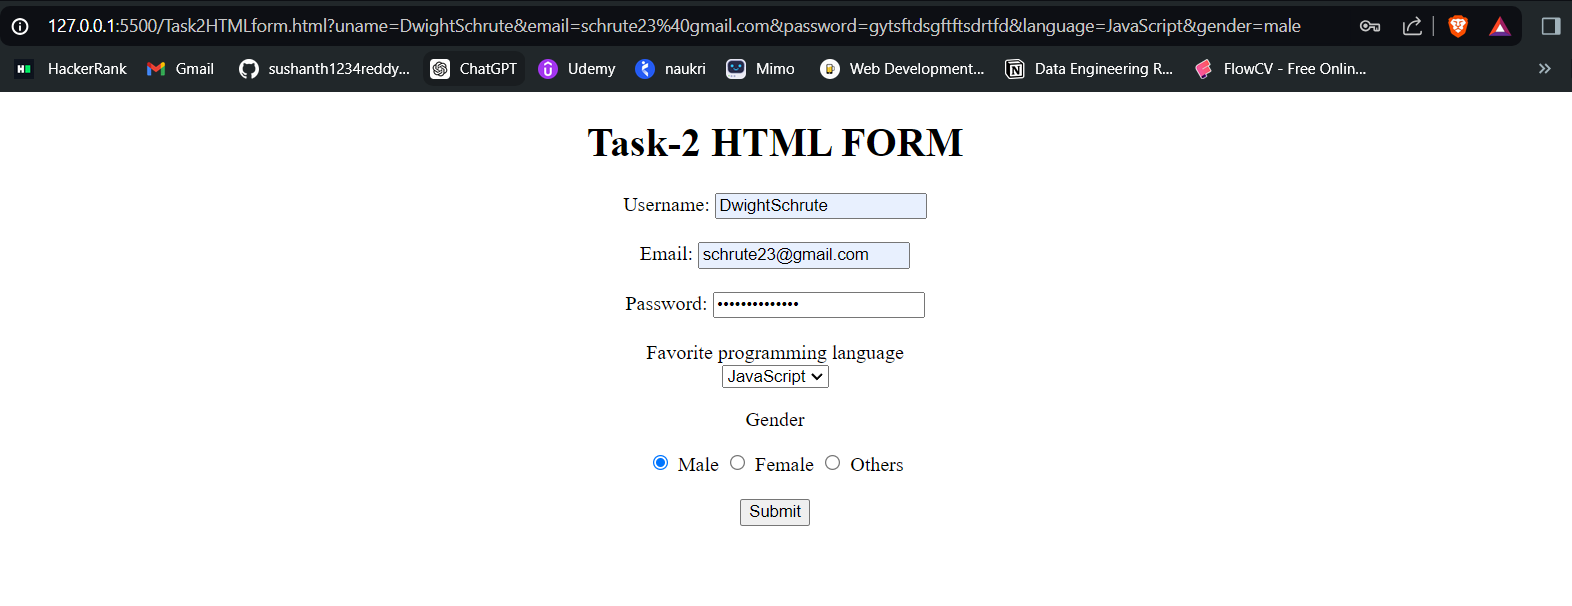 127.0.0.1:5500/Task2HTMLform.html?uname=DwightSchrute&email=schrute23%40gmail.com&password=gytsftdsgftftsdrtfd&language=JavaScript&gender=male
H HackerRank Gmail sushanth1234reddy... ChatGPT Udemy naukri Mimo Web Development... Data Engineering R... FlowCV - Free Onlin... »
Task-2 HTML FORM
Username: DwightSchrute
Email: schrute23@gmail.com
Password: ••••••••••••••
Favorite programming language
JavaScript
Gender
Male Female Others
Submit